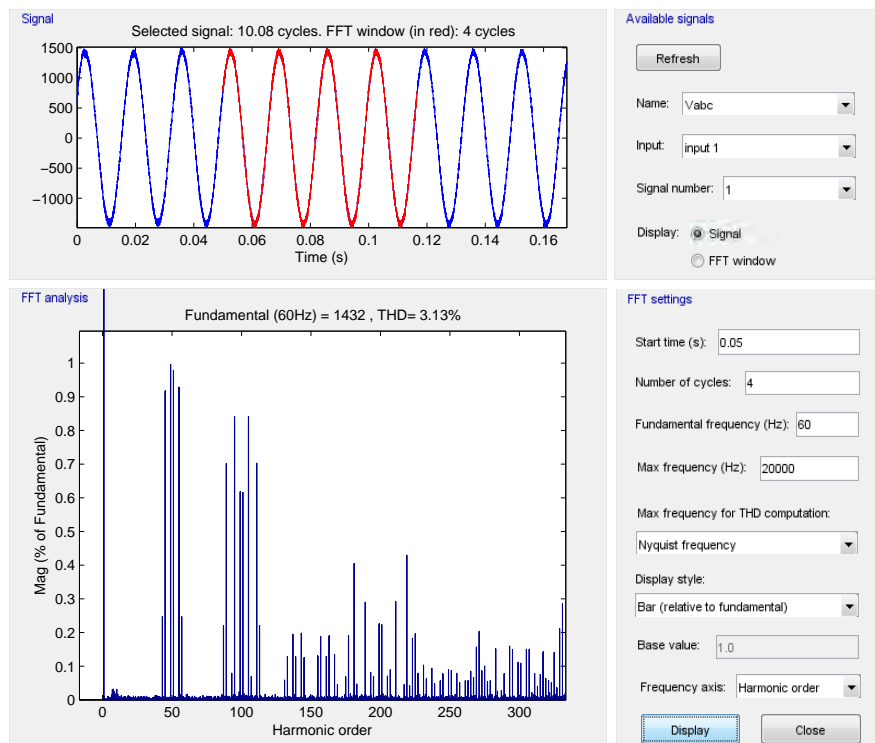 Signal
Selected signal: 10.08 cycles. FFT window (in red): 4 cycles
1500
1000
500
0
−500
−1000
0 0.02 0.04 0.06 0.08 0.1 0.12 0.14 0.16
Time (s)
Available signals
Refresh
Name: Vabc
Input: input 1
Signal number: 1
Display: Signal
FFT window
FFT analysis
Fundamental (60Hz) = 1432 , THD= 3.13%
Mag (% of Fundamental)
1
0.9
0.8
0.7
0.6
0.5
0.4
0.3
0.2
0.1
0
0 50 100 150 200 250 300
Harmonic order
FFT settings
Start time (s): 0.05
Number of cycles: 4
Fundamental frequency (Hz): 60
Max frequency (Hz): 20000
Max frequency for THD computation:
Nyquist frequency
Display style:
Bar (relative to fundamental)
Base value: 1.0
Frequency axis: Harmonic order
Display Close